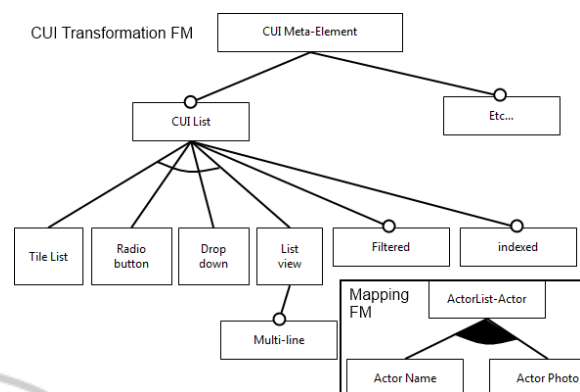 CUI Transformation FM
CUI Meta-Element
CUI List
Etc...
Tile List
Radio
button
Drop
down
List
view
Filtered
indexed
Multi-line
Mapping
FM
ActorList-Actor
Actor Name
Actor Photo